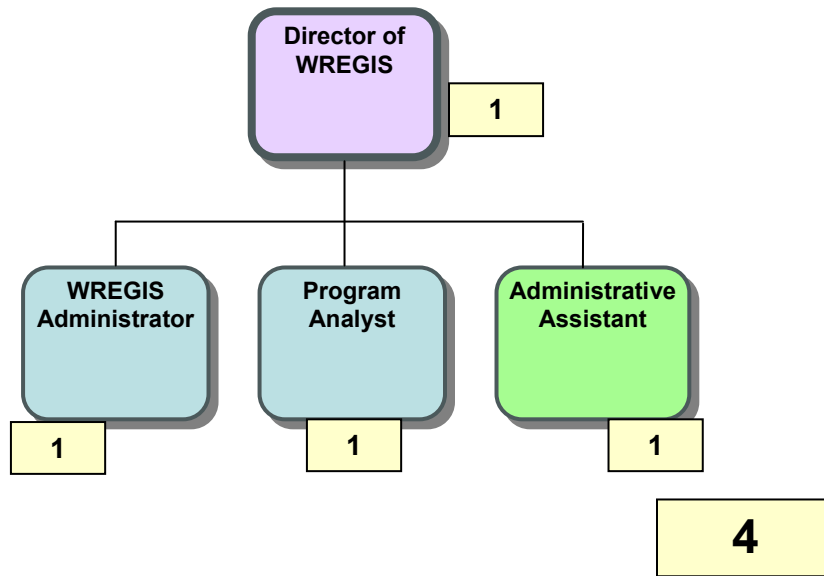 Director of
WREGIS
1
WREGIS
Administrator
Program
Analyst
Administrative
Assistant
1
1
1
4